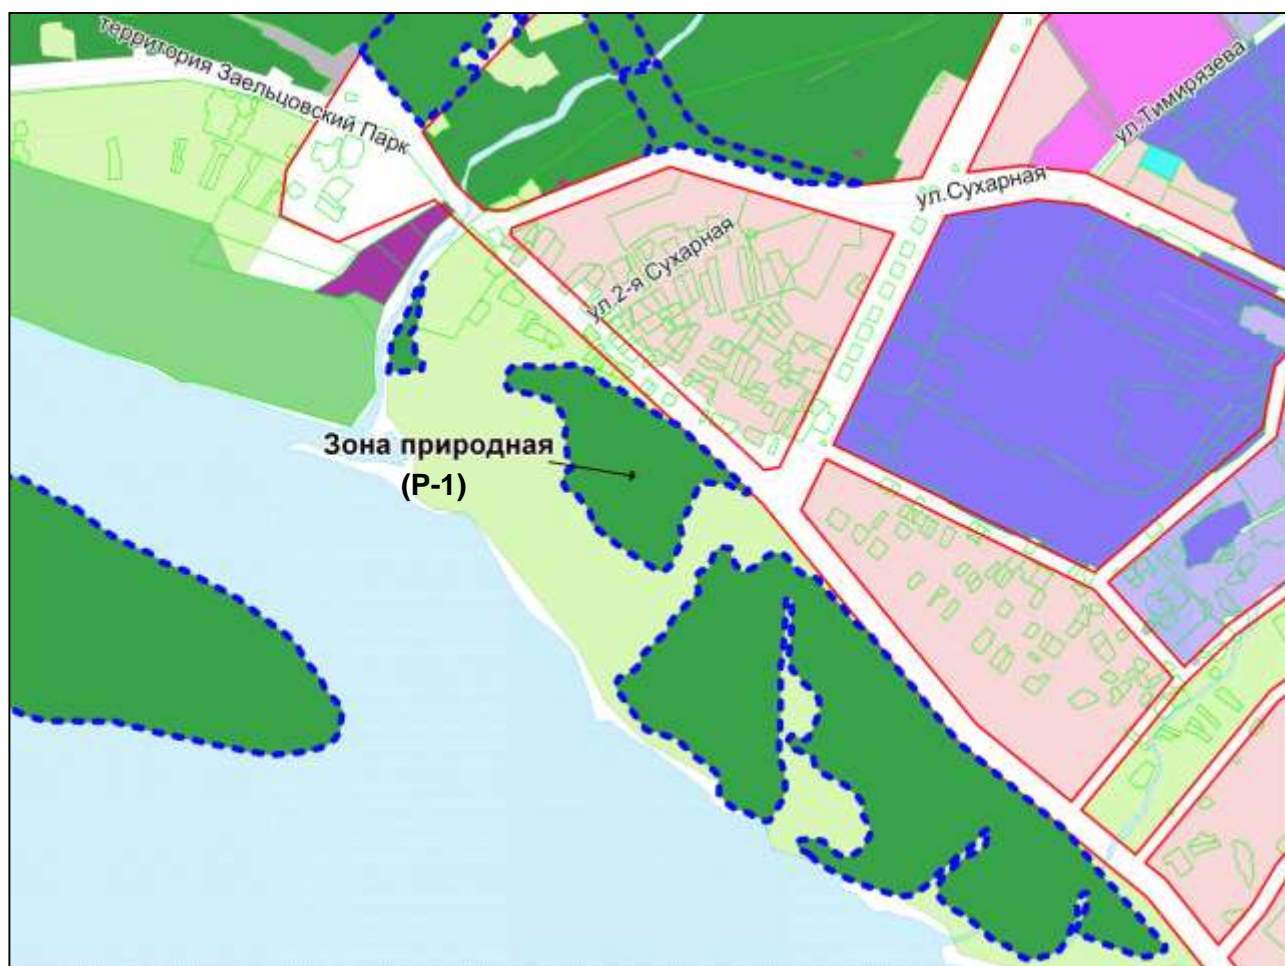 территория Заельцовский Парк
ул.Тимирязева
ул.Сухарная
ул.2-я Сухарная
Зона природная
(Р-1)